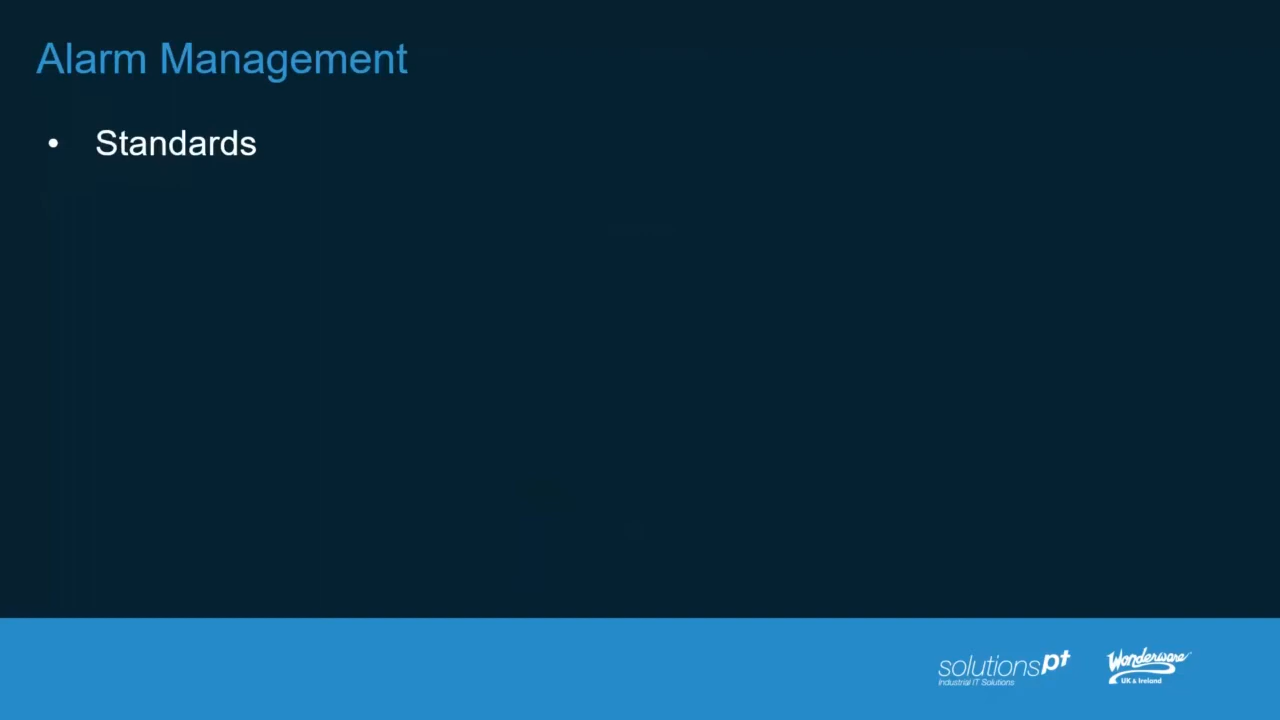 Alarm Management
• Standards
solutionspt
Industrial IT Solutions
Wonderware
UK & Ireland